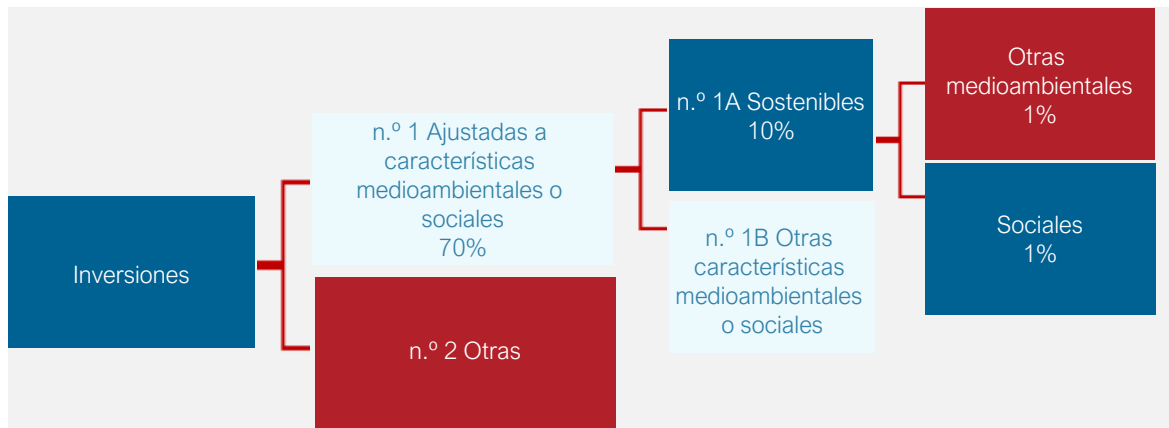 Inversiones
n.º 1 Ajustadas a
características
medioambientales o
sociales
70%
n.º 2 Otras
n.º 1A Sostenibles
10%
n.º 1B Otras
características
medioambientales
o sociales
Otras
medioambientales
1%
Sociales
1%